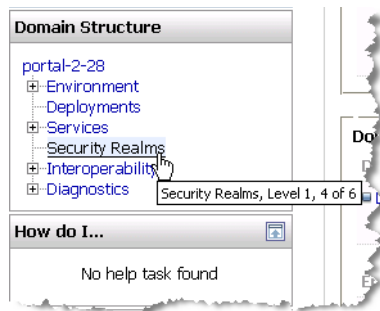 Domain Structure
portal-2-28
Environment
Deployments
Services
Security Realms
Interoperability
Diagnostics
Security Realms, Level 1, 4 of 6
How do I...
No help task found